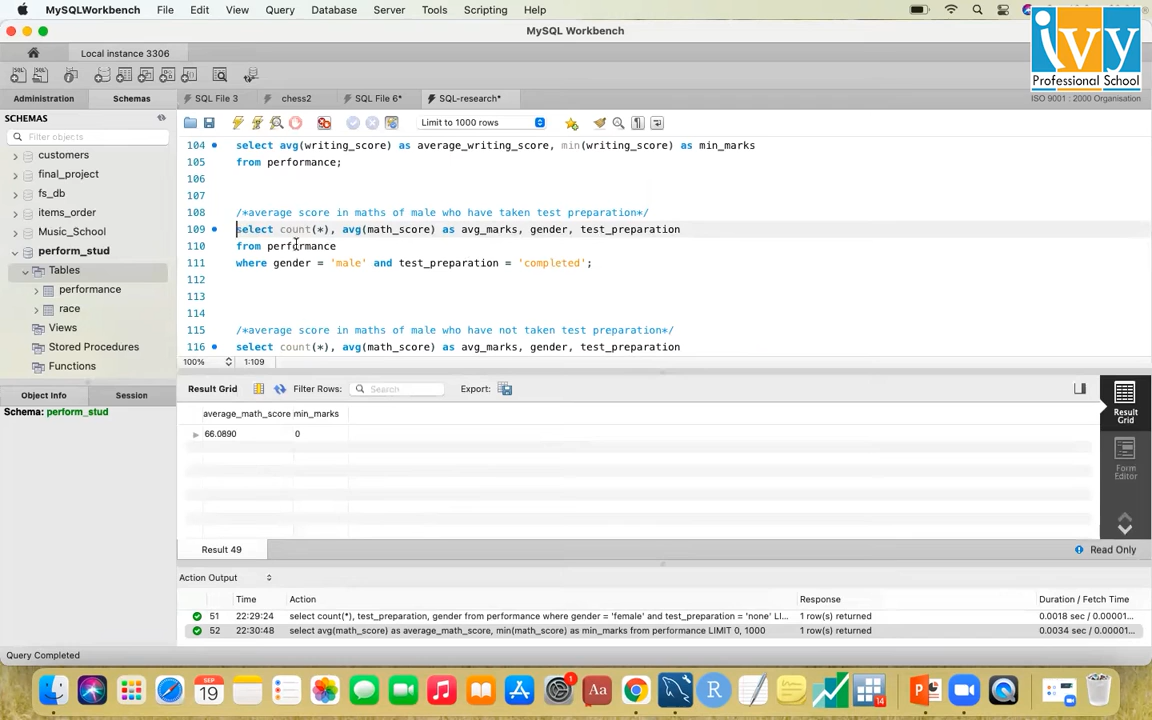 MySQLWorkbench File Edit View Query Database Server Tools Scripting Help
MySQL Workbench
ivy
Professional School
ISO 9001 : 2000 Organisation
Local instance 3306
Administration Schemas SQL File 3 chess2 SQL File 6* SQL-research*
SCHEMAS
Filter objects
customers
final_project
fs_db
items_order
Music_School
perform_stud
Tables
performance
race
Views
Stored Procedures
Functions
Object Info Session
Schema: perform_stud
Limit to 1000 rows
104 select avg(writing_score) as average_writing_score, min(writing_score) as min_marks
105 from performance;
106
107
108 /*average score in maths of male who have taken test preparation*/
109 select count(*), avg(math_score) as avg_marks, gender, test_preparation
110 from performance
111 where gender = 'male' and test_preparation = 'completed';
112
113
114
115 /*average score in maths of male who have not taken test preparation*/
116 select count(*), avg(math_score) as avg_marks, gender, test_preparation
100% 1:109
Result Grid Filter Rows: Search Export:
average_math_score min_marks
66.0890 0
Result Grid
Form Editor
Result 49 Read Only
Action Output
Time Action Response Duration / Fetch Time
51 22:29:24 select count(*), test_preparation, gender from performance where gender = 'female' and test_preparation = 'none' LI... 1 row(s) returned 0.0018 sec / 0.00001...
52 22:30:48 select avg(math_score) as average_math_score, min(math_score) as min_marks from performance LIMIT 0, 1000 1 row(s) returned 0.0034 sec / 0.00001...
Query Completed
SEP
19
1
Aa
R
14